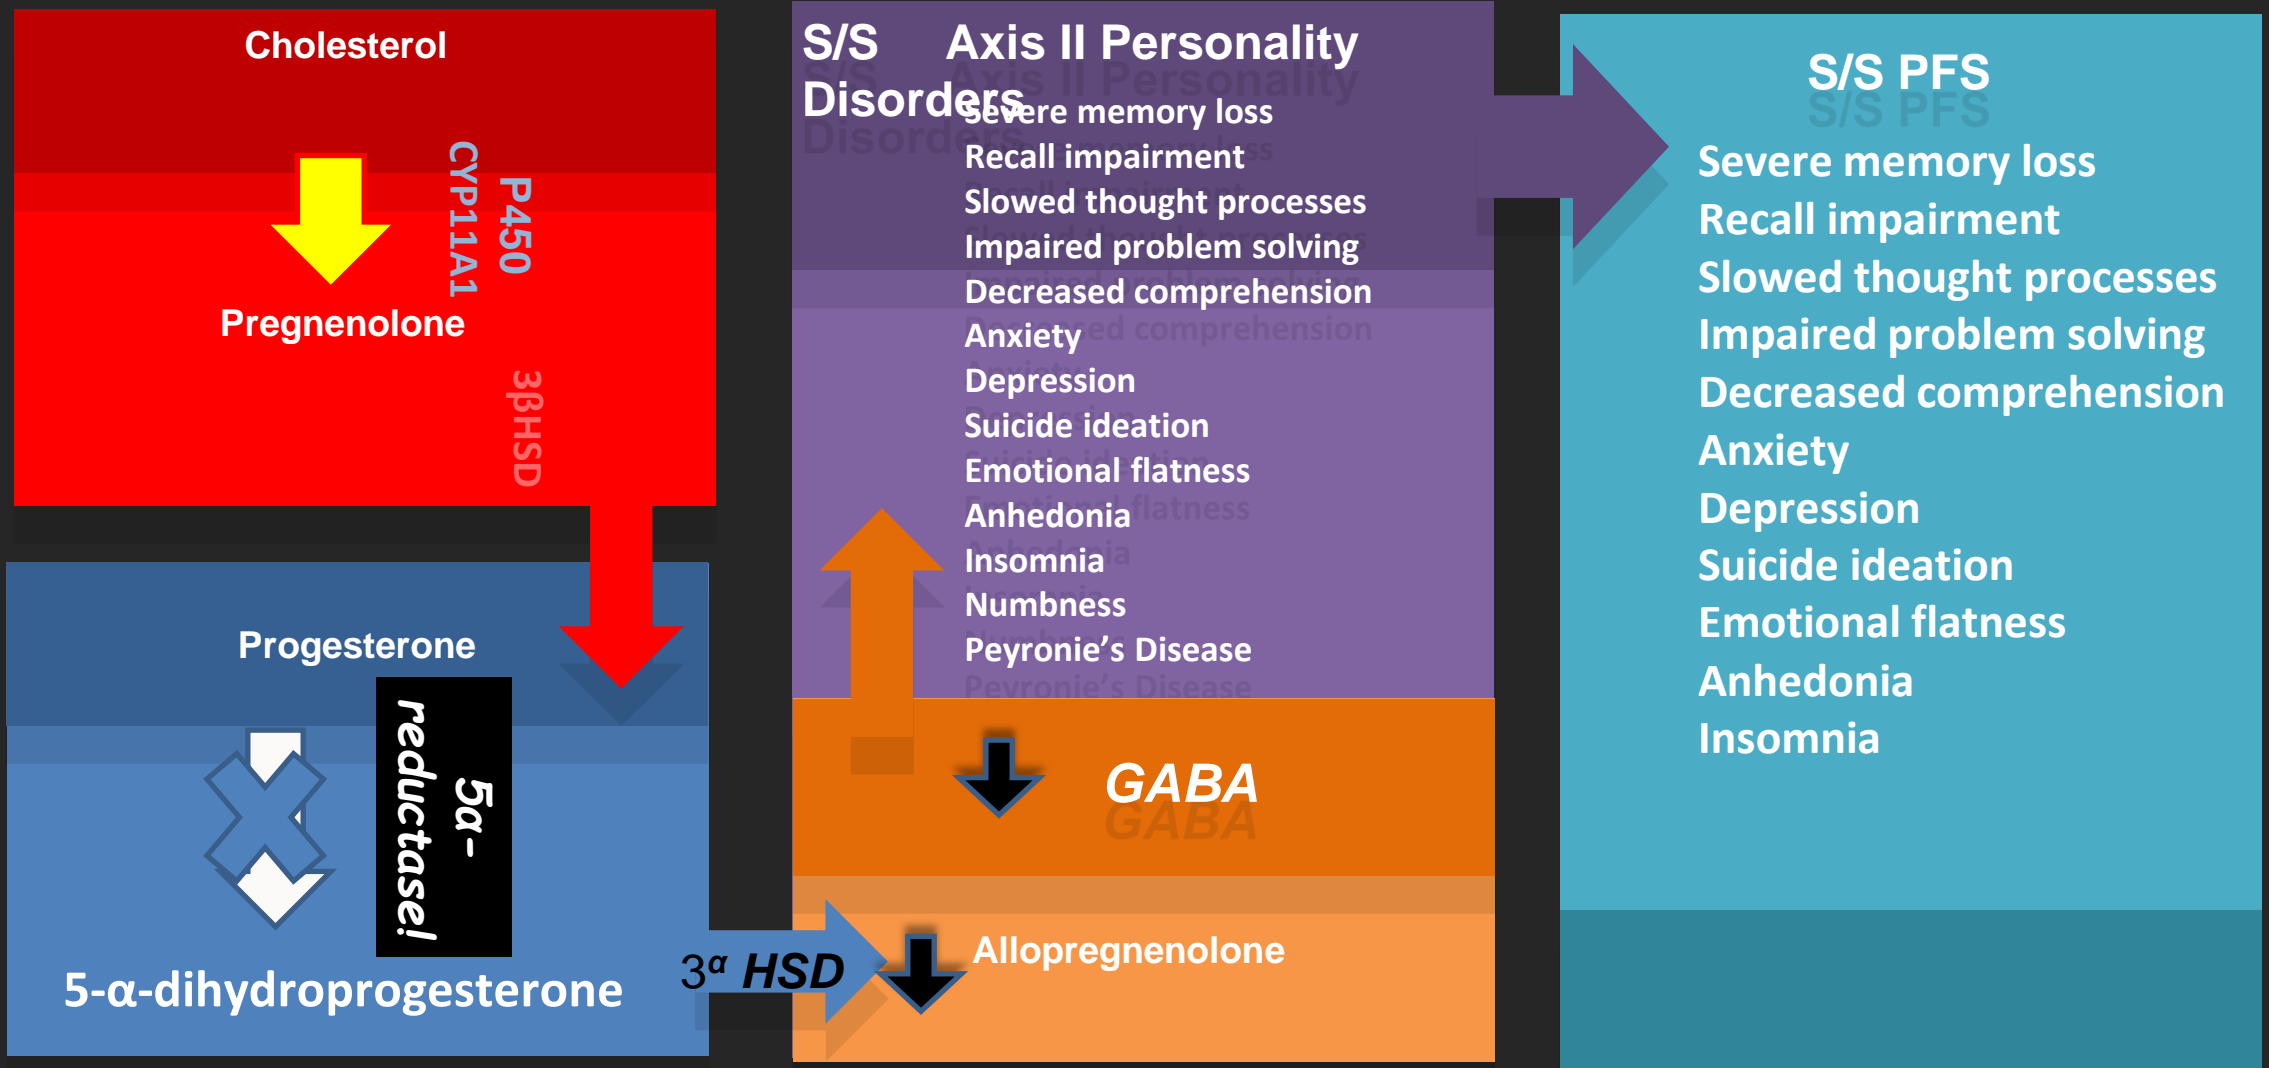 Cholesterol
P450
CYP11A1
Pregnenolone
3βHSD
Progesterone
5α-
reductase!
5-α-dihydroprogesterone
3α HSD
S/S Axis II Personality
Disorders
Severe memory loss
Recall impairment
Slowed thought processes
Impaired problem solving
Decreased comprehension
Anxiety
Depression
Suicide ideation
Emotional flatness
Anhedonia
Insomnia
Numbness
Peyronie’s Disease
GABA
Allopregnenolone
S/S PFS
Severe memory loss
Recall impairment
Slowed thought processes
Impaired problem solving
Decreased comprehension
Anxiety
Depression
Suicide ideation
Emotional flatness
Anhedonia
Insomnia